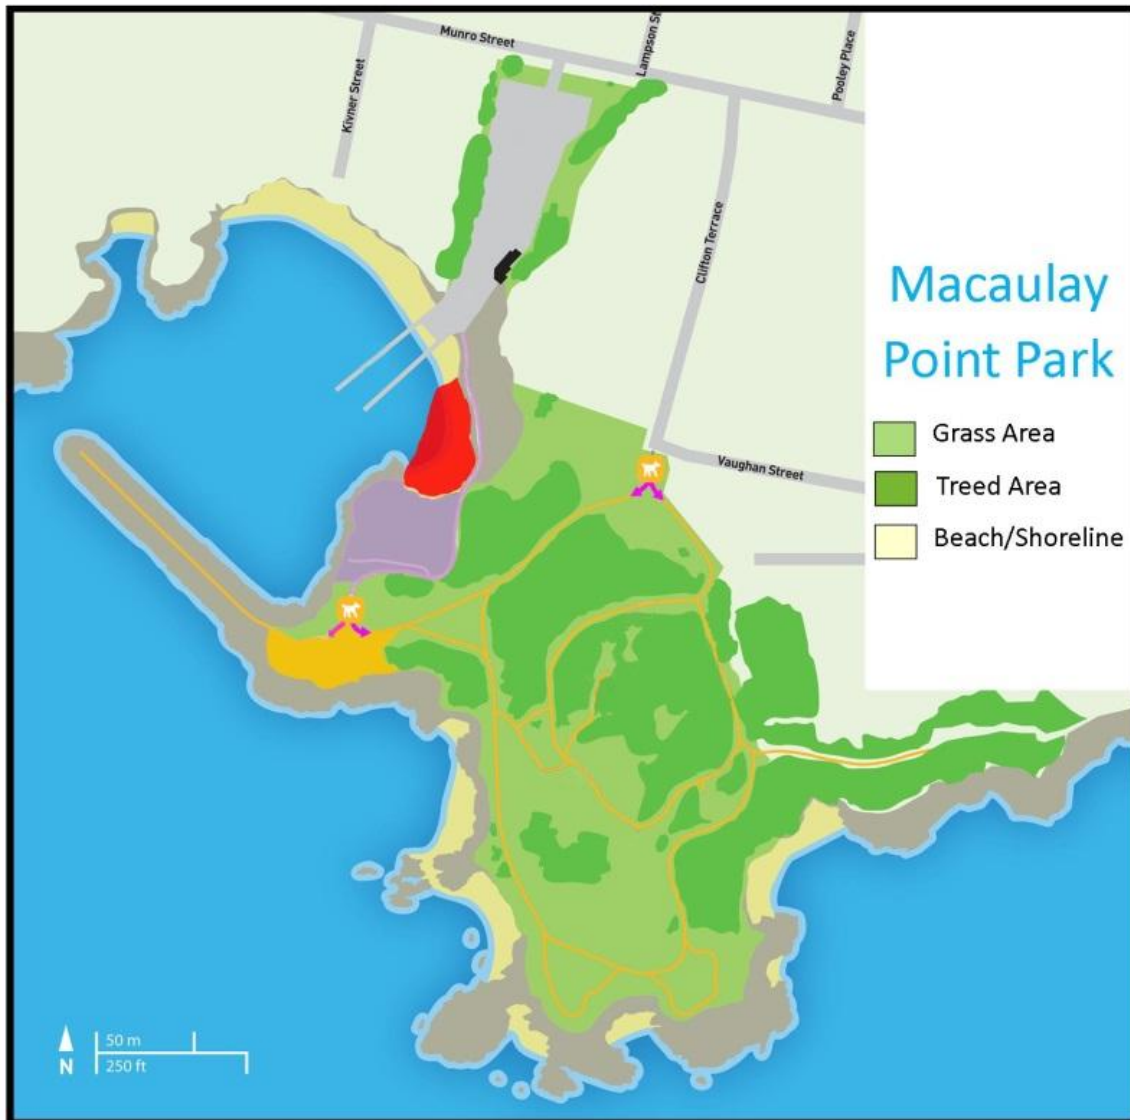 Munro Street
Lampson St
Pooley Place
Kivner Street
Clifton Terrace
Vaughan Street
Macaulay
Point Park
Grass Area
Treed Area
Beach/Shoreline
50 m
N
250 ft